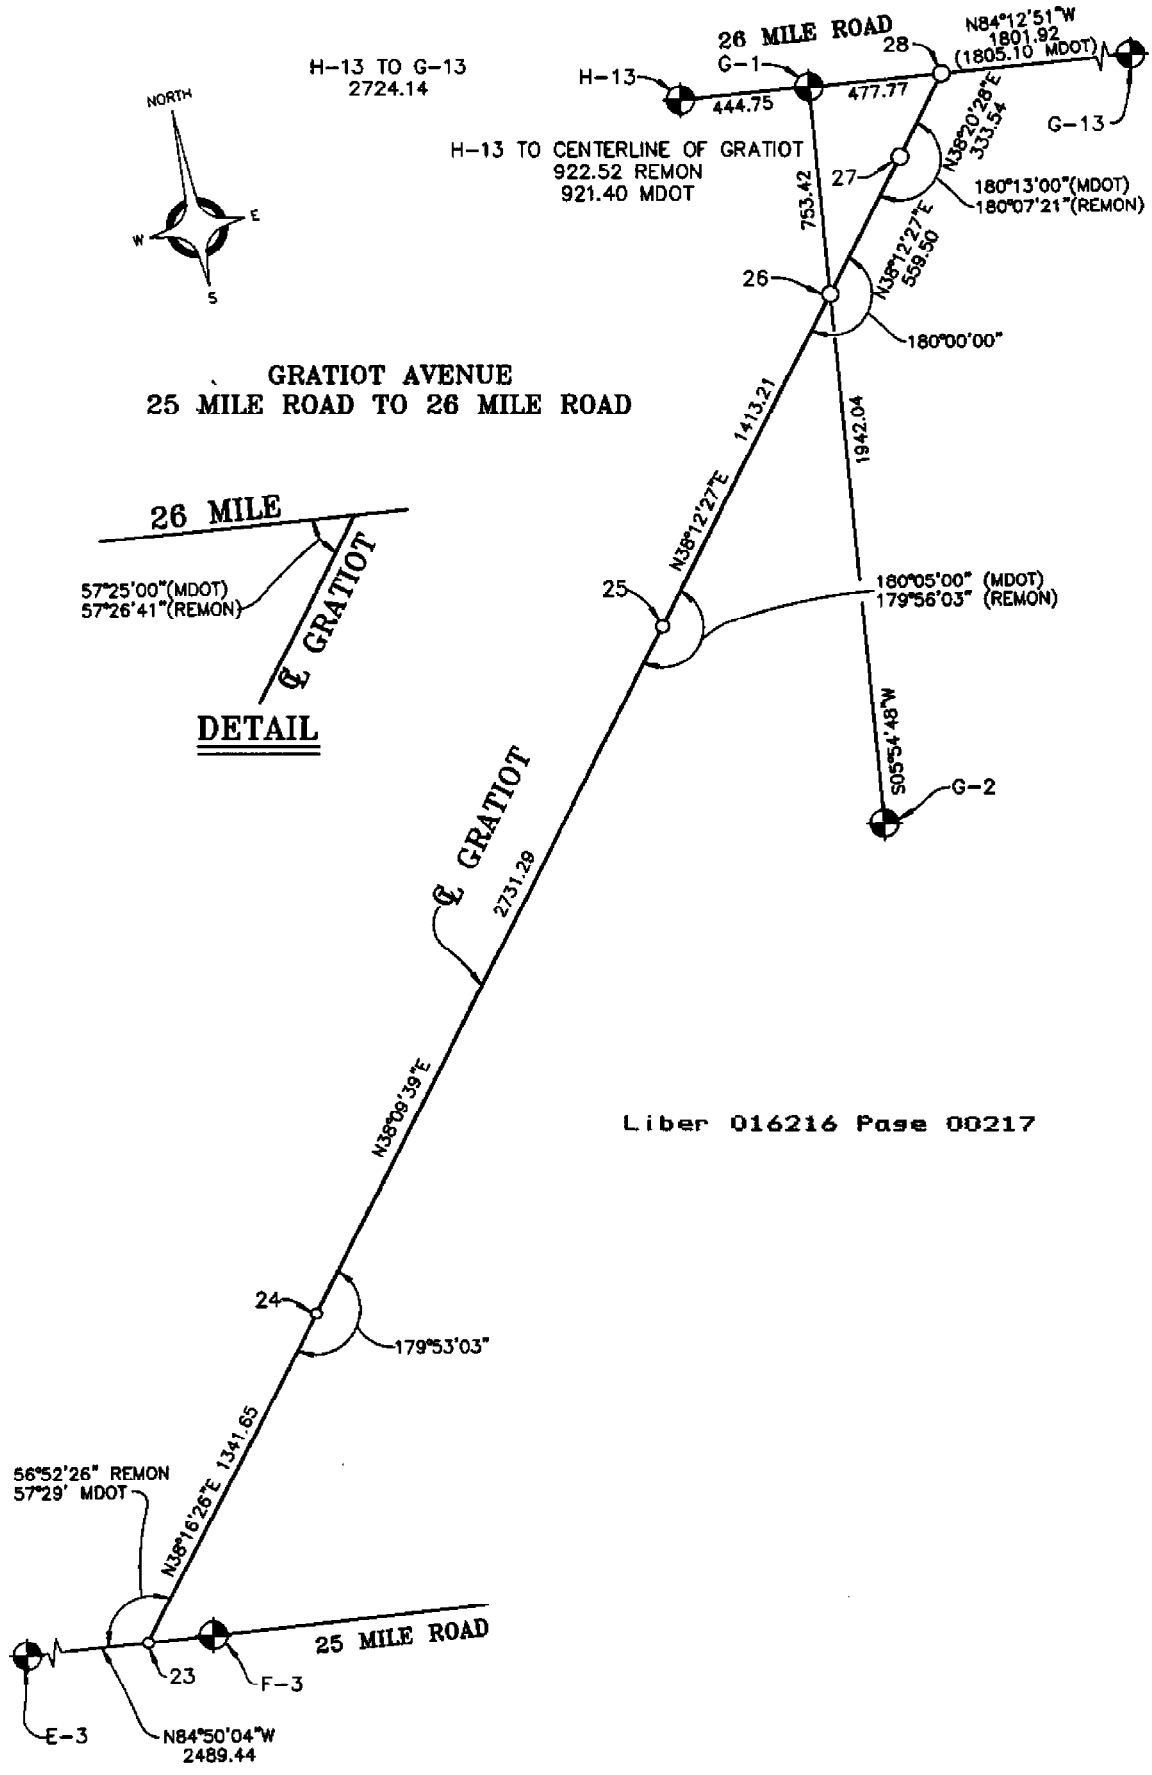 26 MILE ROAD
N84°12'51"W
1801.92
(1805.10 MDOT)
28
G-1
H-13
H-13 TO G-13
2724.14
444.75
477.77
G-13
NORTH
E
W
S
H-13 TO CENTERLINE OF GRATIOT
922.52 REMON
921.40 MDOT
753.42
27
N38°20'28"E
333.54
180°13'00"(MDOT)
180°07'21"(REMON)
N38°12'27"E
559.50
26
180°00'00"
GRATIOT AVENUE
25 MILE ROAD TO 26 MILE ROAD
1413.21
1942.04
N38°12'27"E
26 MILE
57°25'00"(MDOT)
57°26'41"(REMON)
℄ GRATIOT
DETAIL
25
180°05'00" (MDOT)
179°56'03" (REMON)
S05°54'48"W
G-2
℄ GRATIOT
2731.29
N38°09'39"E
Liber 016216 Page 00217
24
179°53'03"
N38°16'26"E 1341.65
56°52'26" REMON
57°29' MDOT
25 MILE ROAD
23
F-3
E-3
N84°50'04"W
2489.44